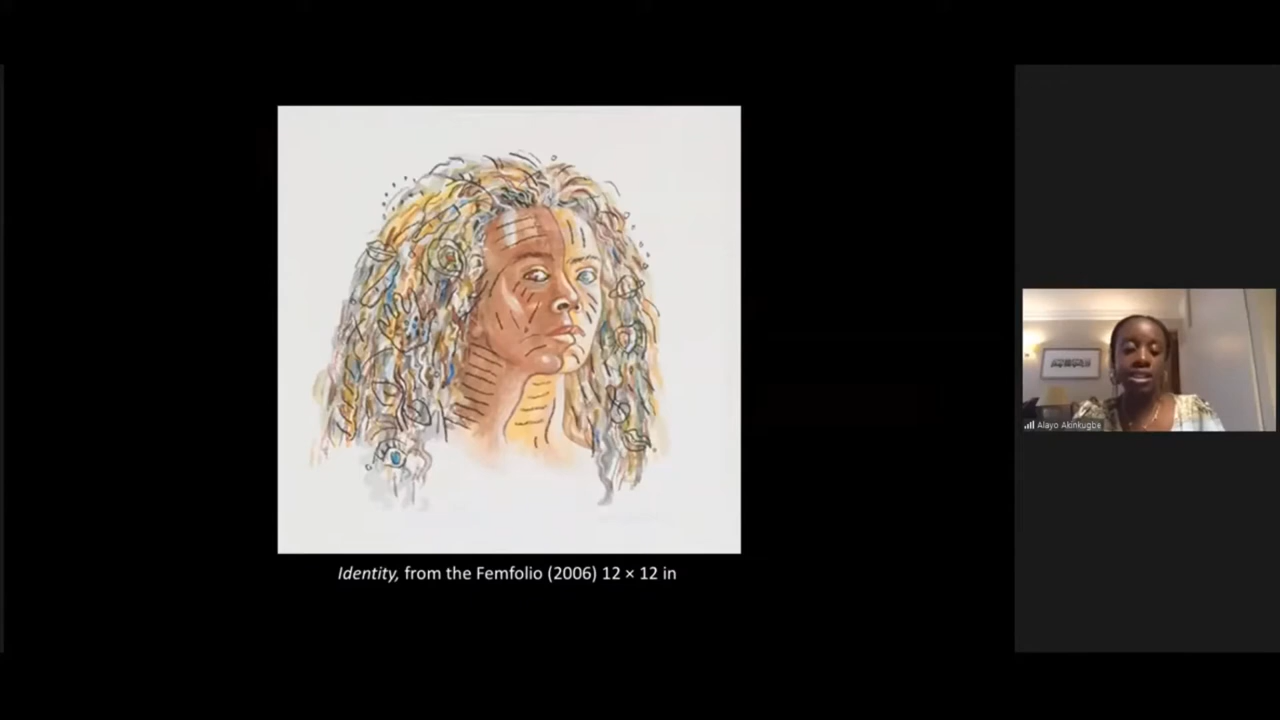 Identity, from the Femfolio (2006) 12 × 12 in
Alayo Akinkugbe